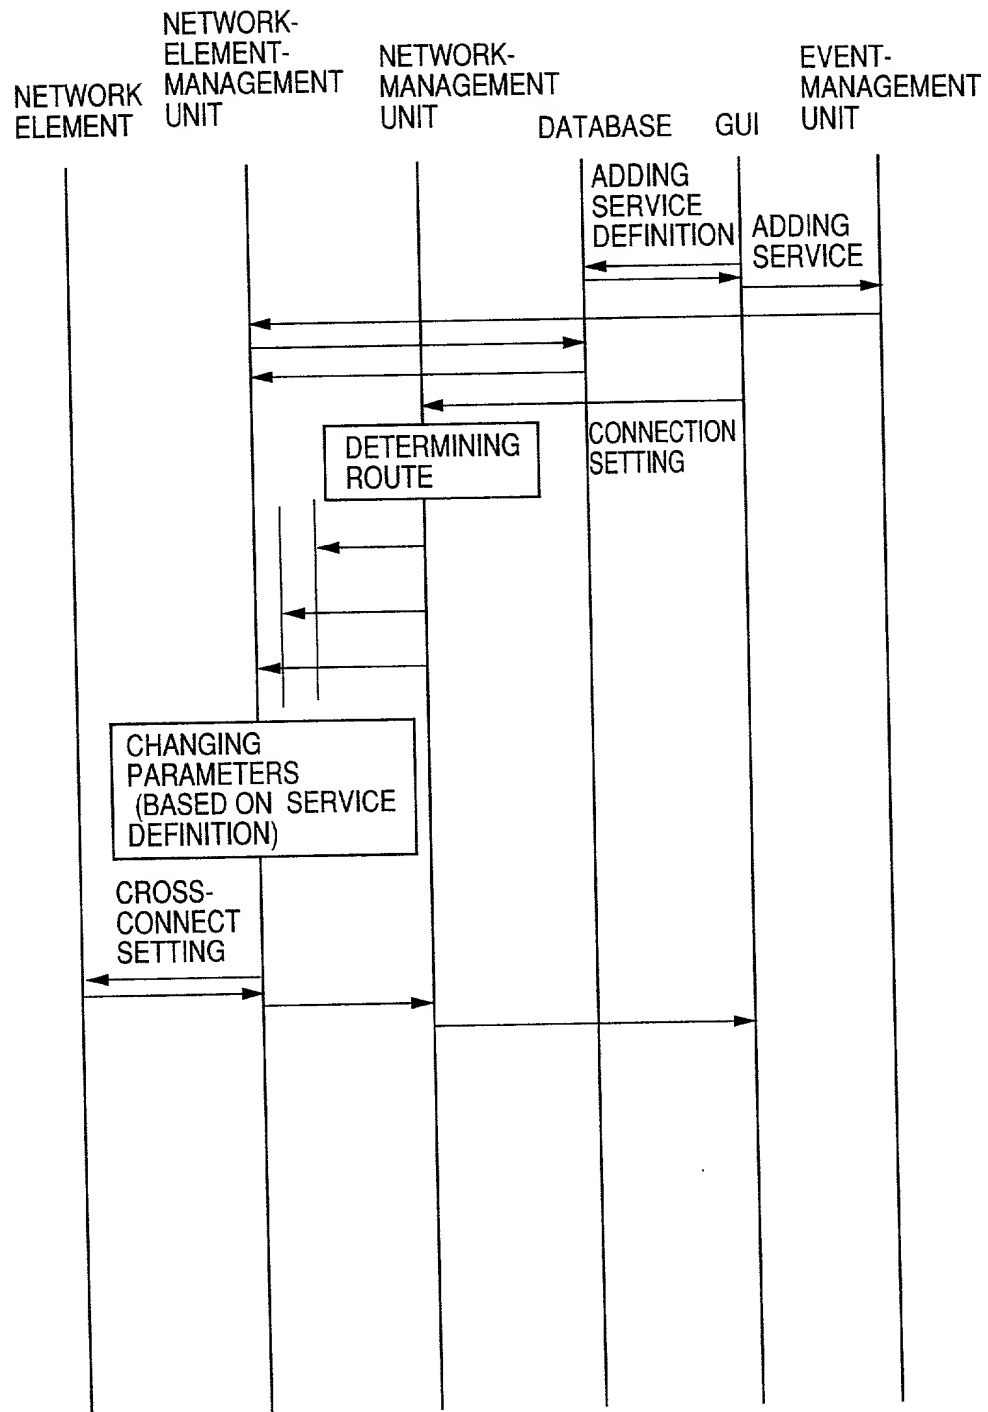 NETWORK
ELEMENT
NETWORK-
ELEMENT-
MANAGEMENT
UNIT
NETWORK-
MANAGEMENT
UNIT
DATABASE
GUI
EVENT-
MANAGEMENT
UNIT
ADDING
SERVICE
DEFINITION
ADDING
SERVICE
CONNECTION
SETTING
DETERMINING
ROUTE
CHANGING
PARAMETERS
(BASED ON SERVICE
DEFINITION)
CROSS-
CONNECT
SETTING